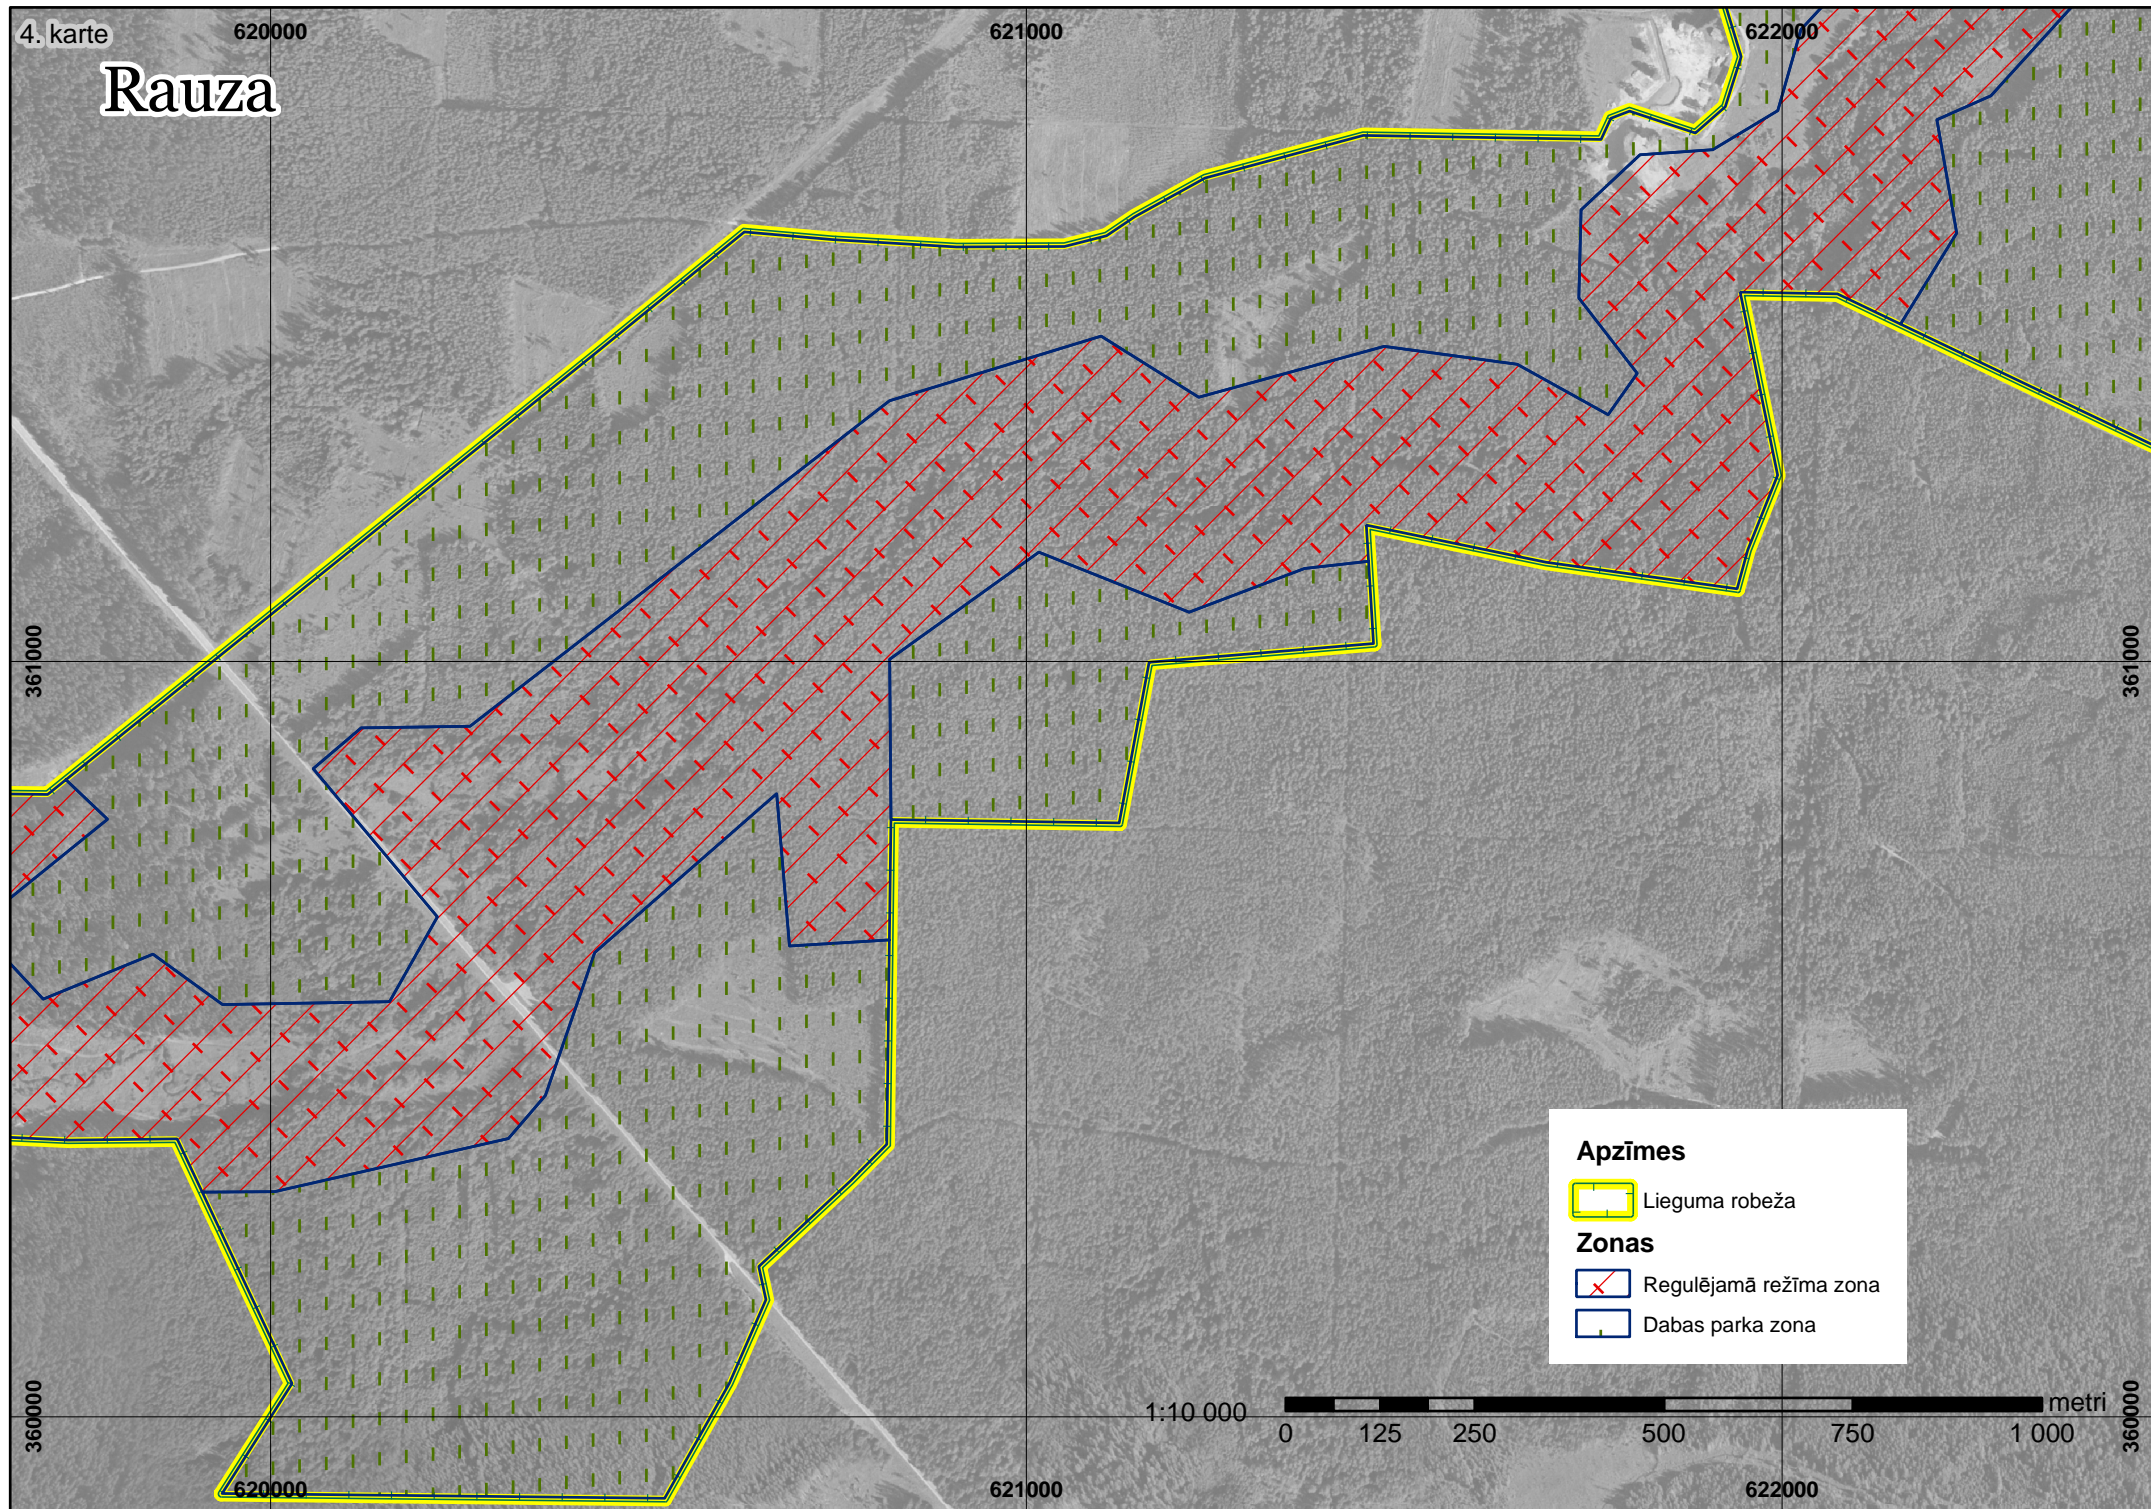 4. karte
620000
621000
622000
Rauza
361000
361000
Apzīmes
Lieguma robeža
Zonas
Regulējamā režīma zona
Dabas parka zona
1:10 000
metri
0
125
250
500
750
1 000
360000
360000
620000
621000
622000